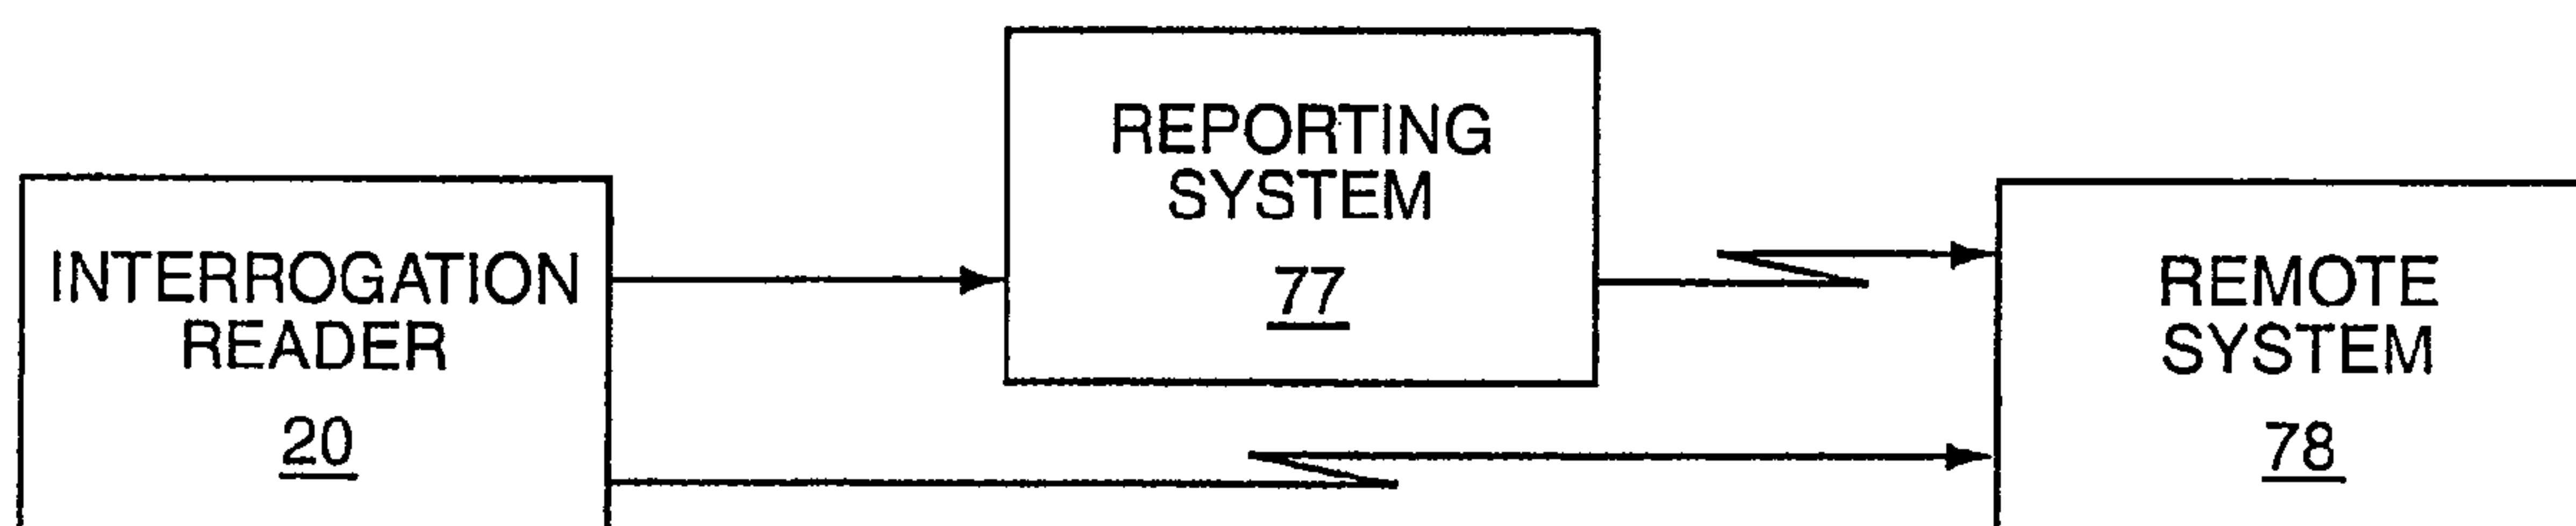 REPORTING
SYSTEM
77
INTERROGATION
READER
20
REMOTE
SYSTEM
78